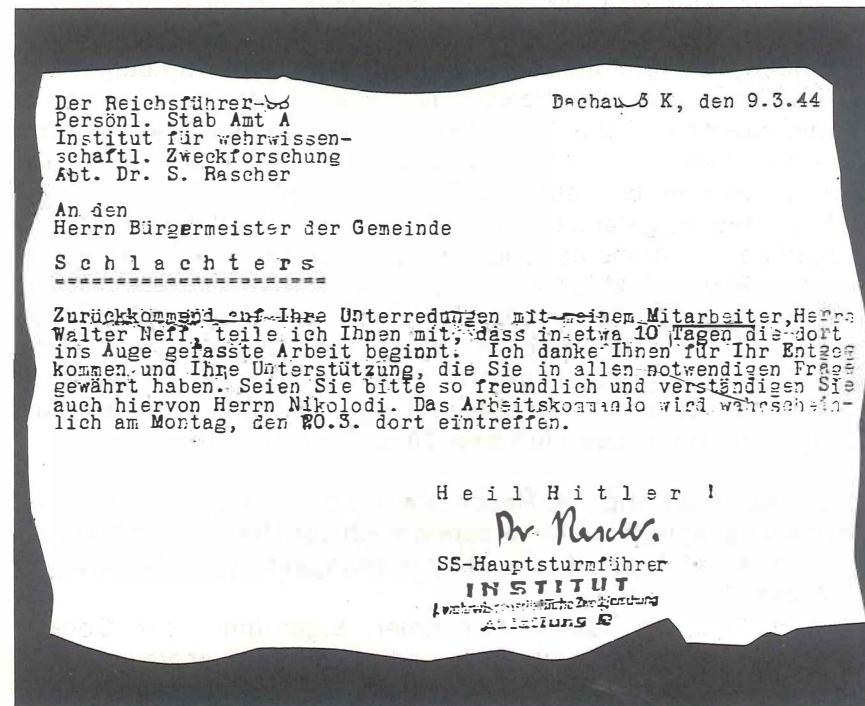 Der Reichsführer-SS
Persönl. Stab Amt A
Institut für wehrwissen-
schaftl. Zweckforschung
Abt. Dr. S. Rascher
Dachau 3 K, den 9.3.44
An den
Herrn Bürgermeister der Gemeinde
Schlachters
Zurückkommend auf Ihre Unterredungen mit meinem Mitarbeiter, Herrn
Walter Neff, teile ich Ihnen mit, dass in etwa 10 Tagen die dort
ins Auge gefasste Arbeit beginnt. Ich danke Ihnen für Ihr Entgeg
kommen und Ihre Unterstützung, die Sie in allen notwendigen Frage
gewährt haben. Seien Sie bitte so freundlich und verständigen Sie
auch hiervon Herrn Nikolodi. Das Arbeitskommando wird wahrschein-
lich am Montag, den 20.3. dort eintreffen.
Heil Hitler !
Dr. Rascher.
SS-Hauptsturmführer
INSTITUT
f. wehrwissenschaftliche Zweckforschung
Abteilung R